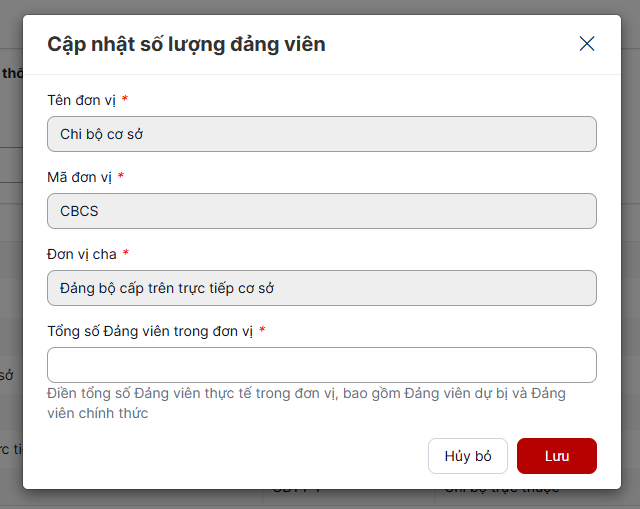 Cập nhật số lượng đảng viên
thố
Tên đơn vị *
Chi bộ cơ sở
Mã đơn vị *
CBCS
Đơn vị cha *
Đảng bộ cấp trên trực tiếp cơ sở
Tổng số Đảng viên trong đơn vị *
sở
Điền tổng số Đảng viên thực tế trong đơn vị, bao gồm Đảng viên dự bị và Đảng
viên chính thức
Hủy bỏ
Lưu